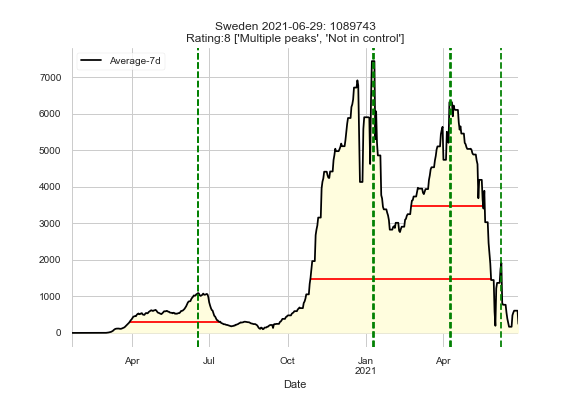 Sweden 2021-06-29: 1089743
Rating:8 ['Multiple peaks', 'Not in control']
Average-7d
7000
6000
5000
4000
3000
2000
1000
0
Apr Jul Oct Jan Apr
2021
Date